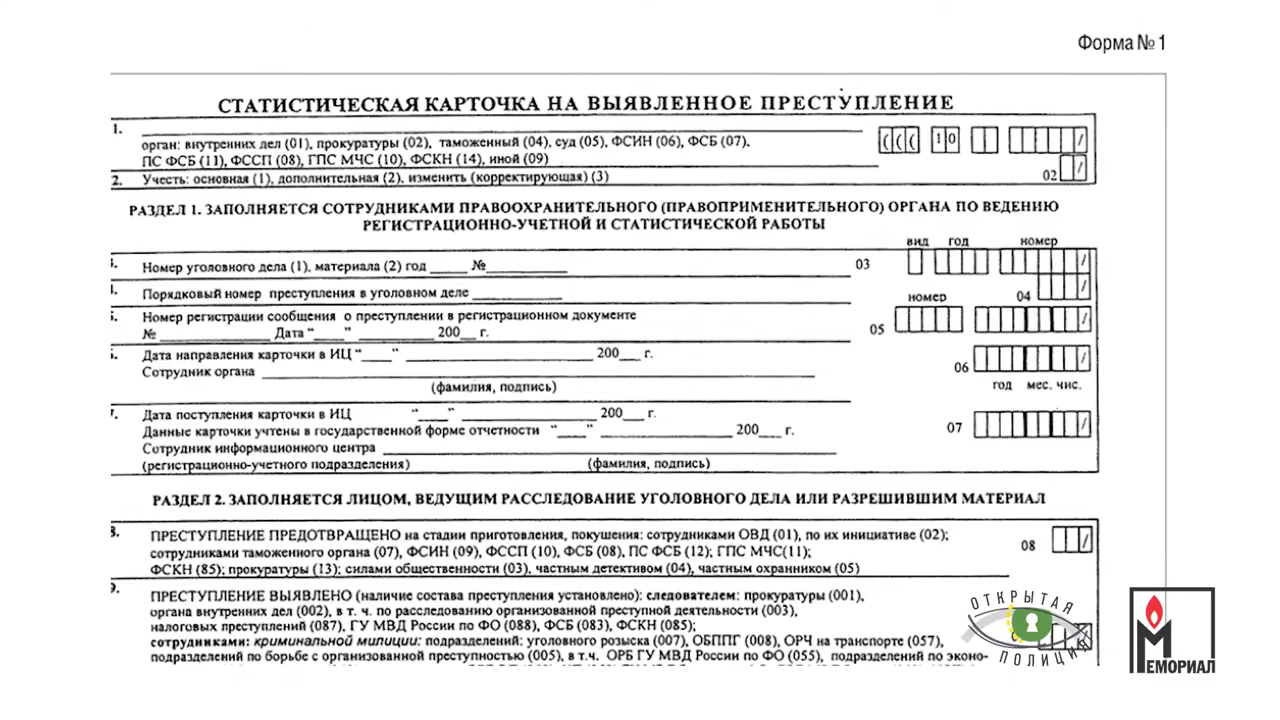 Форма № 1
СТАТИСТИЧЕСКАЯ КАРТОЧКА НА ВЫЯВЛЕННОЕ ПРЕСТУПЛЕНИЕ
1.
орган: внутренних дел (01), прокуратуры (02), таможенный (04), суд (05), ФСИН (06), ФСБ (07),
ПС ФСБ (11), ФССП (08), ГПС МЧС (10), ФСКН (14), иной (09)
( ( ( 1 0 /
2. Учесть: основная (1), дополнительная (2), изменить (корректирующая) (3) 02 /
РАЗДЕЛ 1. ЗАПОЛНЯЕТСЯ СОТРУДНИКАМИ ПРАВООХРАНИТЕЛЬНОГО (ПРАВОПРИМЕНИТЕЛЬНОГО) ОРГАНА ПО ВЕДЕНИЮ
РЕГИСТРАЦИОННО-УЧЕТНОЙ И СТАТИСТИЧЕСКОЙ РАБОТЫ
вид год номер
Номер уголовного дела (1), материала (2) год _____ №__________ 03 /
Порядковый номер преступления в уголовном деле ___________ 04 /
номер
Номер регистрации сообщения о преступлении в регистрационном документе
№ ________________ Дата “____” ___________ 200__ г. 05 /
Дата направления карточки в ИЦ “____” ________________________ 200___ г.
Сотрудник органа 06 /
(фамилия, подпись) год мес. чис.
Дата поступления карточки в ИЦ “____” __________________ 200___ г.
Данные карточки учтены в государственной форме отчетности “____” ________________ 200___ г. 07 /
Сотрудник информационного центра
(регистрационно-учетного подразделения) (фамилия, подпись)
РАЗДЕЛ 2. ЗАПОЛНЯЕТСЯ ЛИЦОМ, ВЕДУЩИМ РАССЛЕДОВАНИЕ УГОЛОВНОГО ДЕЛА ИЛИ РАЗРЕШИВШИМ МАТЕРИАЛ
8. ПРЕСТУПЛЕНИЕ ПРЕДОТВРАЩЕНО на стадии приготовления, покушения: сотрудниками ОВД (01), по их инициативе (02);
сотрудниками таможенного органа (07), ФСИН (09), ФССП (10), ФСБ (08), ПС ФСБ (12); ГПС МЧС(11); 08 /
ФСКН (85); прокуратуры (13); силами общественности (03), частным детективом (04), частным охранником (05)
9. ПРЕСТУПЛЕНИЕ ВЫЯВЛЕНО (наличие состава преступления установлено): следователем: прокуратуры (001),
органа внутренних дел (002), в т. ч. по расследованию организованной преступной деятельности (003),
налоговых преступлений (087), ГУ МВД России по ФО (088), ФСБ (083), ФСКН (085);
сотрудниками: криминальной милиции: подразделений: уголовного розыска (007), ОБППГ (008), ОРЧ на транспорте (057),
подразделений по борьбе с организованной преступностью (005), в т.ч. ОРБ ГУ МВД России по ФО (055), подразделений по эконо-
ОТКРЫТАЯ
ПОЛИЦИЯ
МЕМОРИАЛ